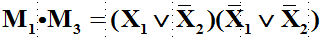 M₁•M₃ = (X₁ ∨ X̄₂)(X̄₁ ∨ X̄₂)